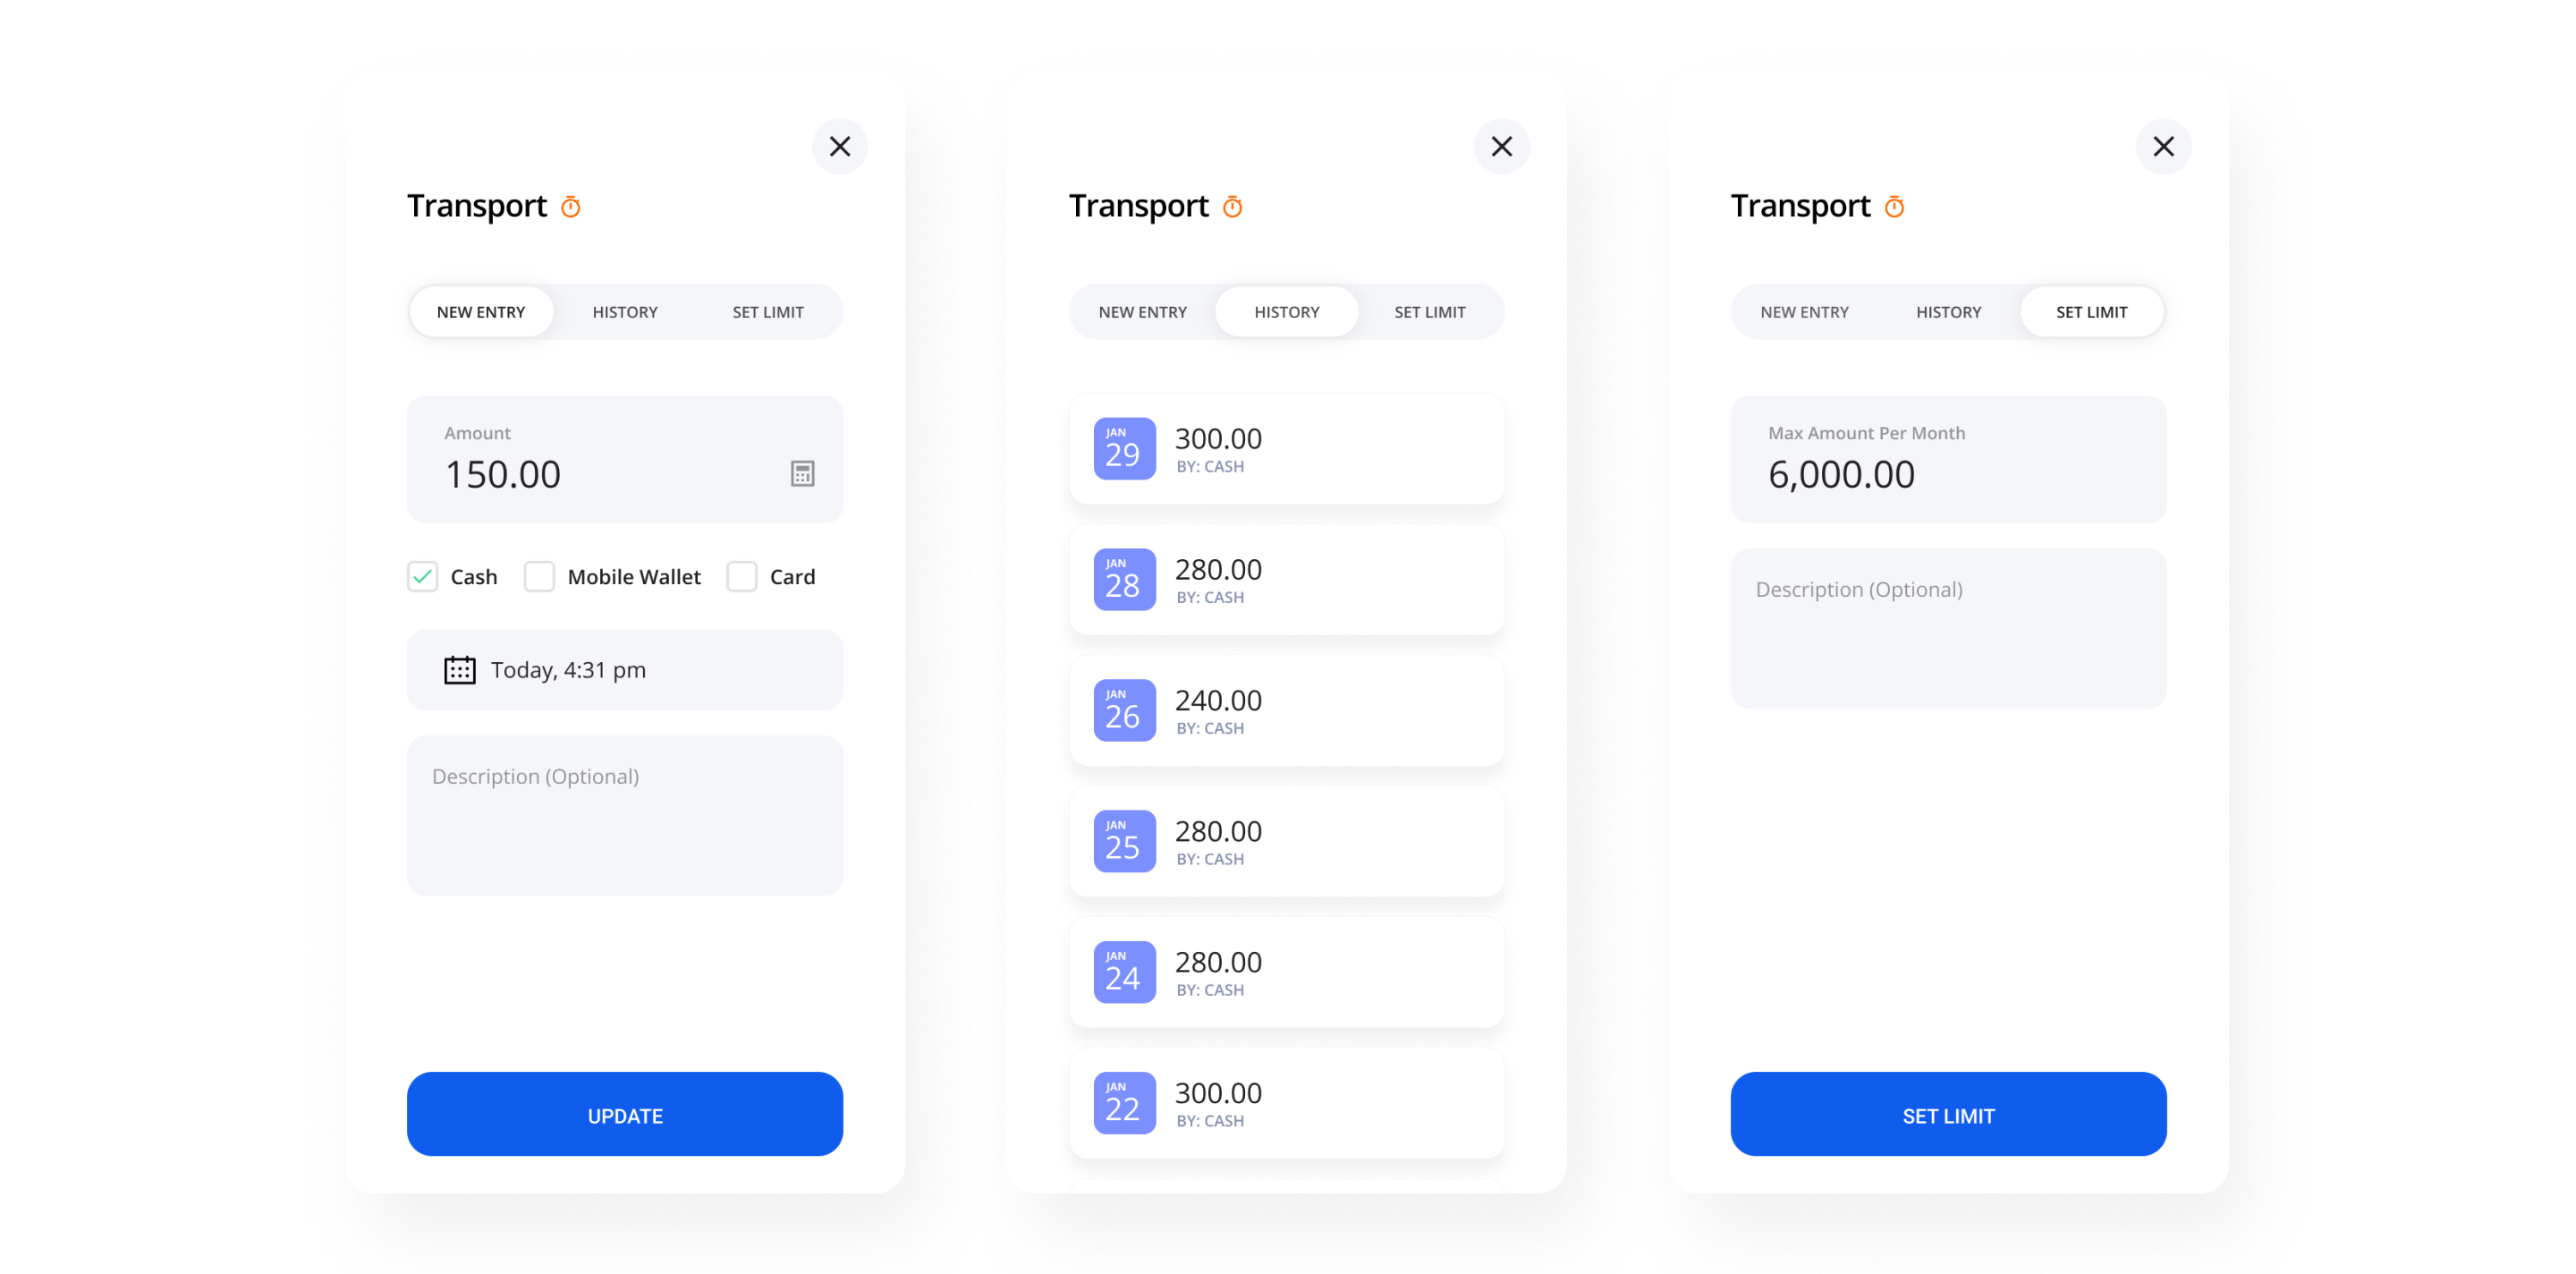 Transport
NEW ENTRY HISTORY SET LIMIT
Amount
150.00
Cash Mobile Wallet Card
Today, 4:31 pm
Description (Optional)
UPDATE
Transport
NEW ENTRY HISTORY SET LIMIT
JAN
29
300.00
BY: CASH
JAN
28
280.00
BY: CASH
JAN
26
240.00
BY: CASH
JAN
25
280.00
BY: CASH
JAN
24
280.00
BY: CASH
JAN
22
300.00
BY: CASH
Transport
NEW ENTRY HISTORY SET LIMIT
Max Amount Per Month
6,000.00
Description (Optional)
SET LIMIT